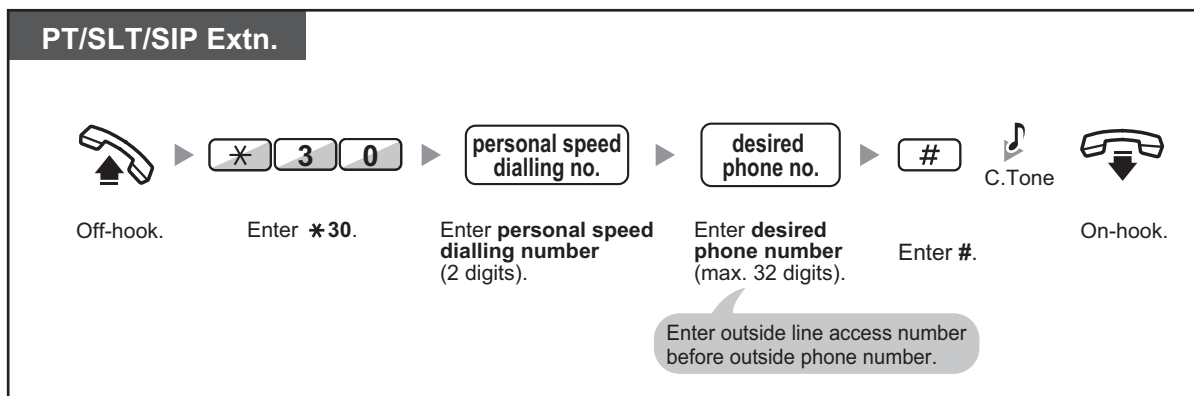 PT/SLT/SIP Extn.
✳ 3 0
personal speed
dialling no.
desired
phone no.
#
C.Tone
Off-hook.
Enter ✳30.
Enter personal speed
dialling number
(2 digits).
Enter desired
phone number
(max. 32 digits).
Enter #.
On-hook.
Enter outside line access number
before outside phone number.